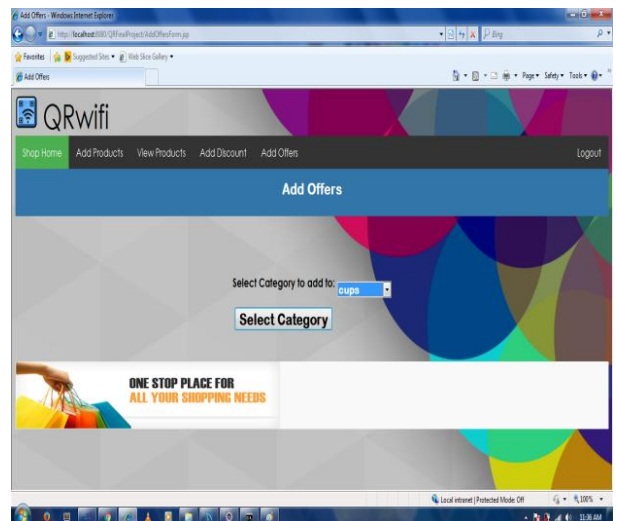 Add Offers - Windows Internet Explorer
http://localhost:8080/QRFinalProject/AddOffersForm.jsp
Bing
Favorites Suggested Sites Web Slice Gallery
Add Offers
Page Safety Tools
QRwifi
Shop Home Add Products View Products Add Discount Add Offers Logout
Add Offers
Select Category to add to: cups
Select Category
ONE STOP PLACE FOR
ALL YOUR SHOPPING NEEDS
Local intranet | Protected Mode: Off 100%
11:36 AM